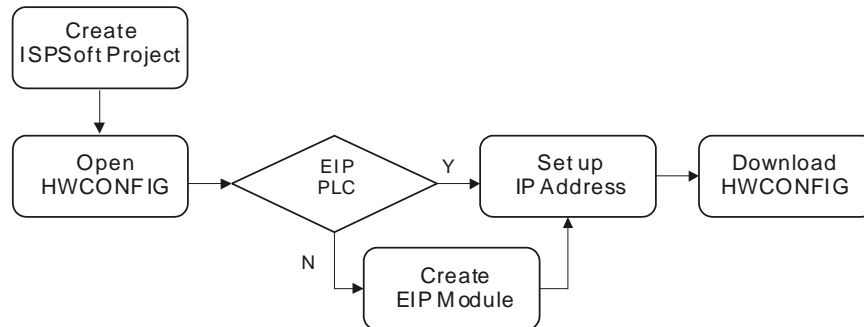 Create
ISPSoft Project
Open
HWCONFIG
EIP
PLC
Y
Set up
IP Address
Download
HWCONFIG
N
Create
EIP Module